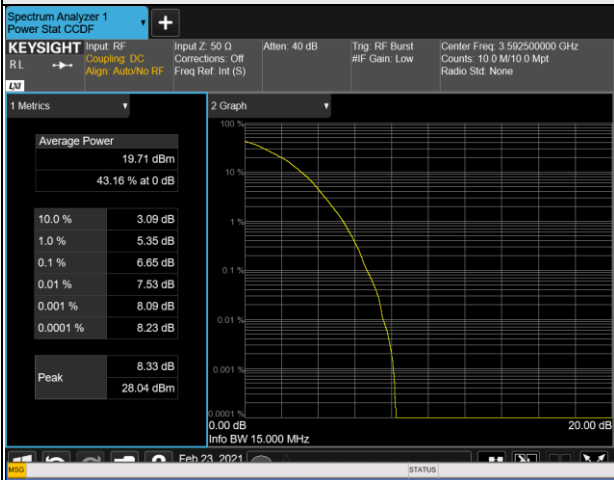 Spectrum Analyzer 1
Power Stat CCDF
+
KEYSIGHT
R L
LXI
Input: RF
Coupling: DC
Align: Auto/No RF
Input Z: 50 Ω
Corrections: Off
Freq Ref: Int (S)
Atten: 40 dB
Trig: RF Burst
#IF Gain: Low
Center Freq: 3.592500000 GHz
Counts: 10.0 M/10.0 Mpt
Radio Std: None
1 Metrics
Average Power
19.71 dBm
43.16 % at 0 dB
10.0 % 3.09 dB
1.0 % 5.35 dB
0.1 % 6.65 dB
0.01 % 7.53 dB
0.001 % 8.09 dB
0.0001 % 8.23 dB
Peak
8.33 dB
28.04 dBm
2 Graph
100 %
10 %
1 %
0.1 %
0.01 %
0.001 %
0.0001 %
0.00 dB 20.00 dB
Info BW 15.000 MHz
Feb 23, 2021
MSG STATUS